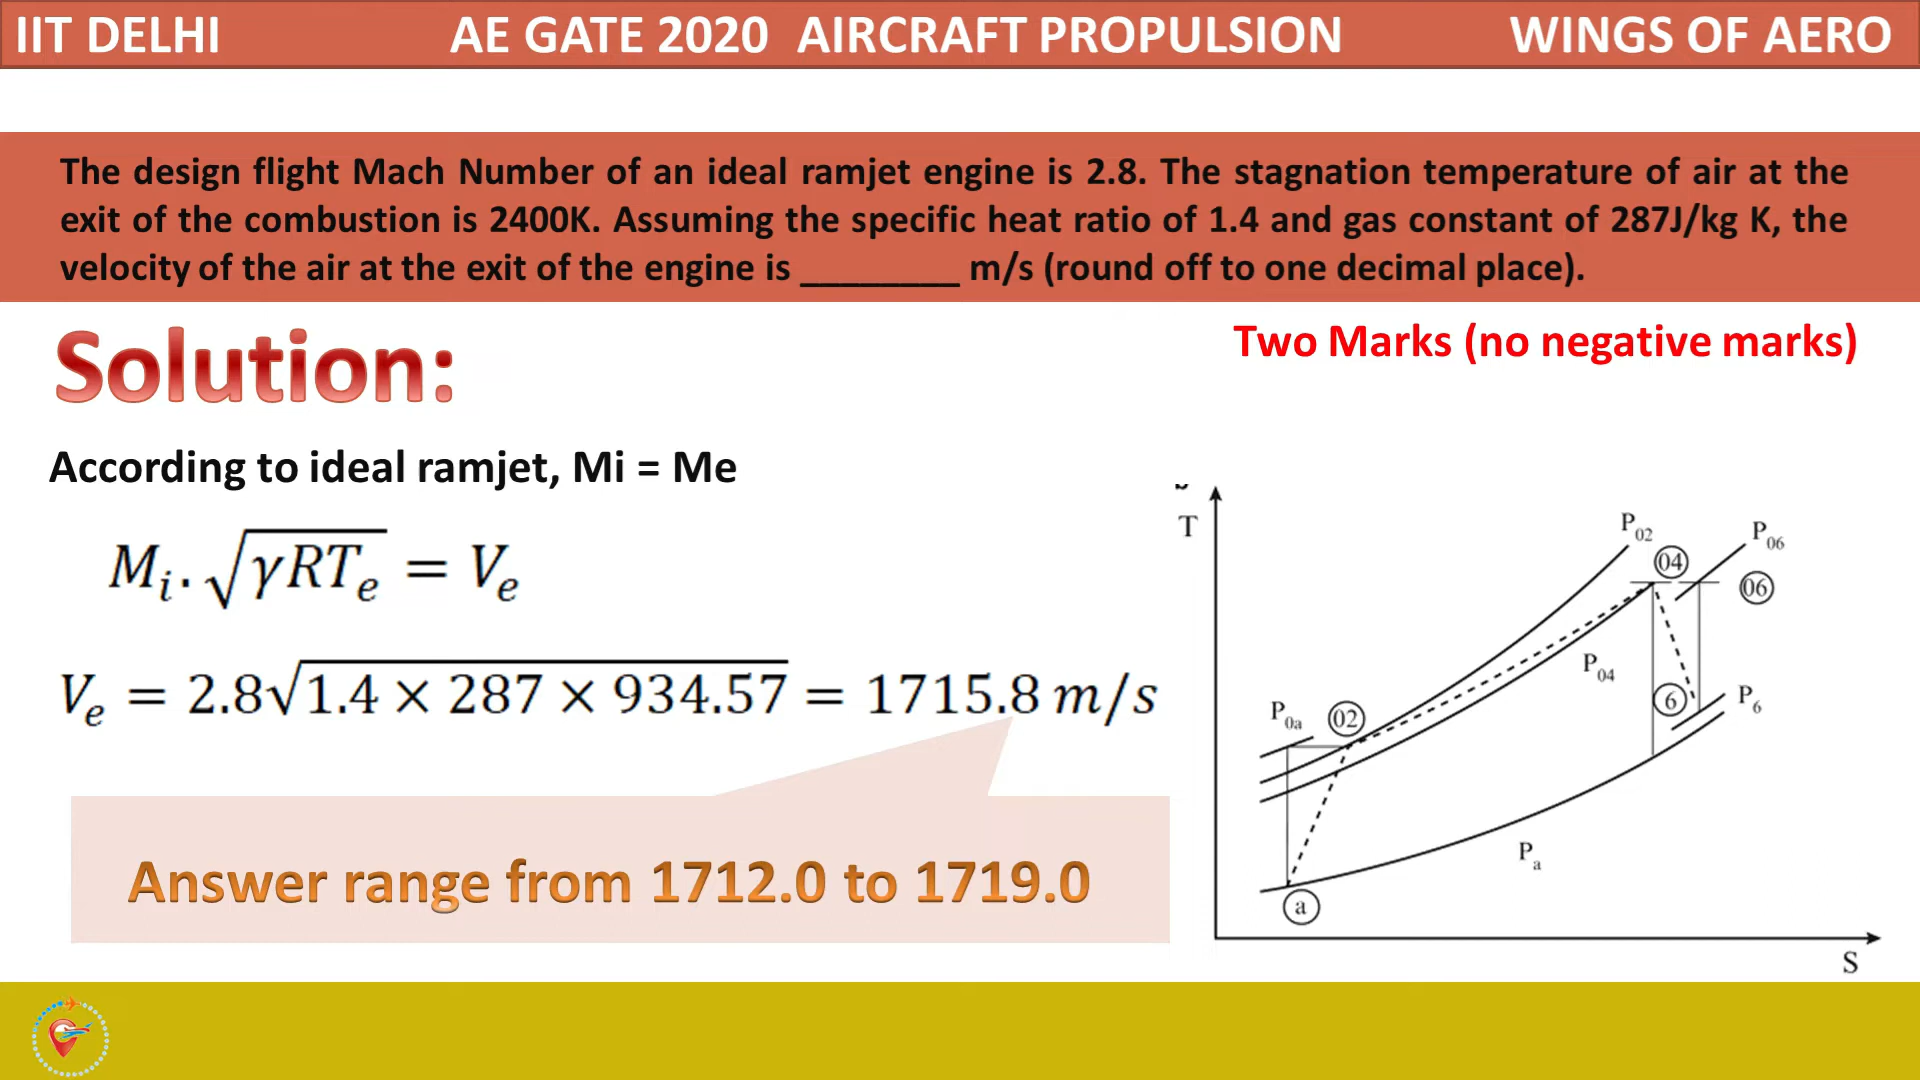 IIT DELHI AE GATE 2020 AIRCRAFT PROPULSION WINGS OF AERO
The design flight Mach Number of an ideal ramjet engine is 2.8. The stagnation temperature of air at the
exit of the combustion is 2400K. Assuming the specific heat ratio of 1.4 and gas constant of 287J/kg K, the
velocity of the air at the exit of the engine is ________ m/s (round off to one decimal place).
Solution:
Two Marks (no negative marks)
According to ideal ramjet, Mi = Me
M_i.√γRT_e = V_e
V_e = 2.8√1.4 × 287 × 934.57 = 1715.8 m/s
Answer range from 1712.0 to 1719.0
T
P02
04
P06
06
P04
P0a
02
6
P6
Pa
a
S